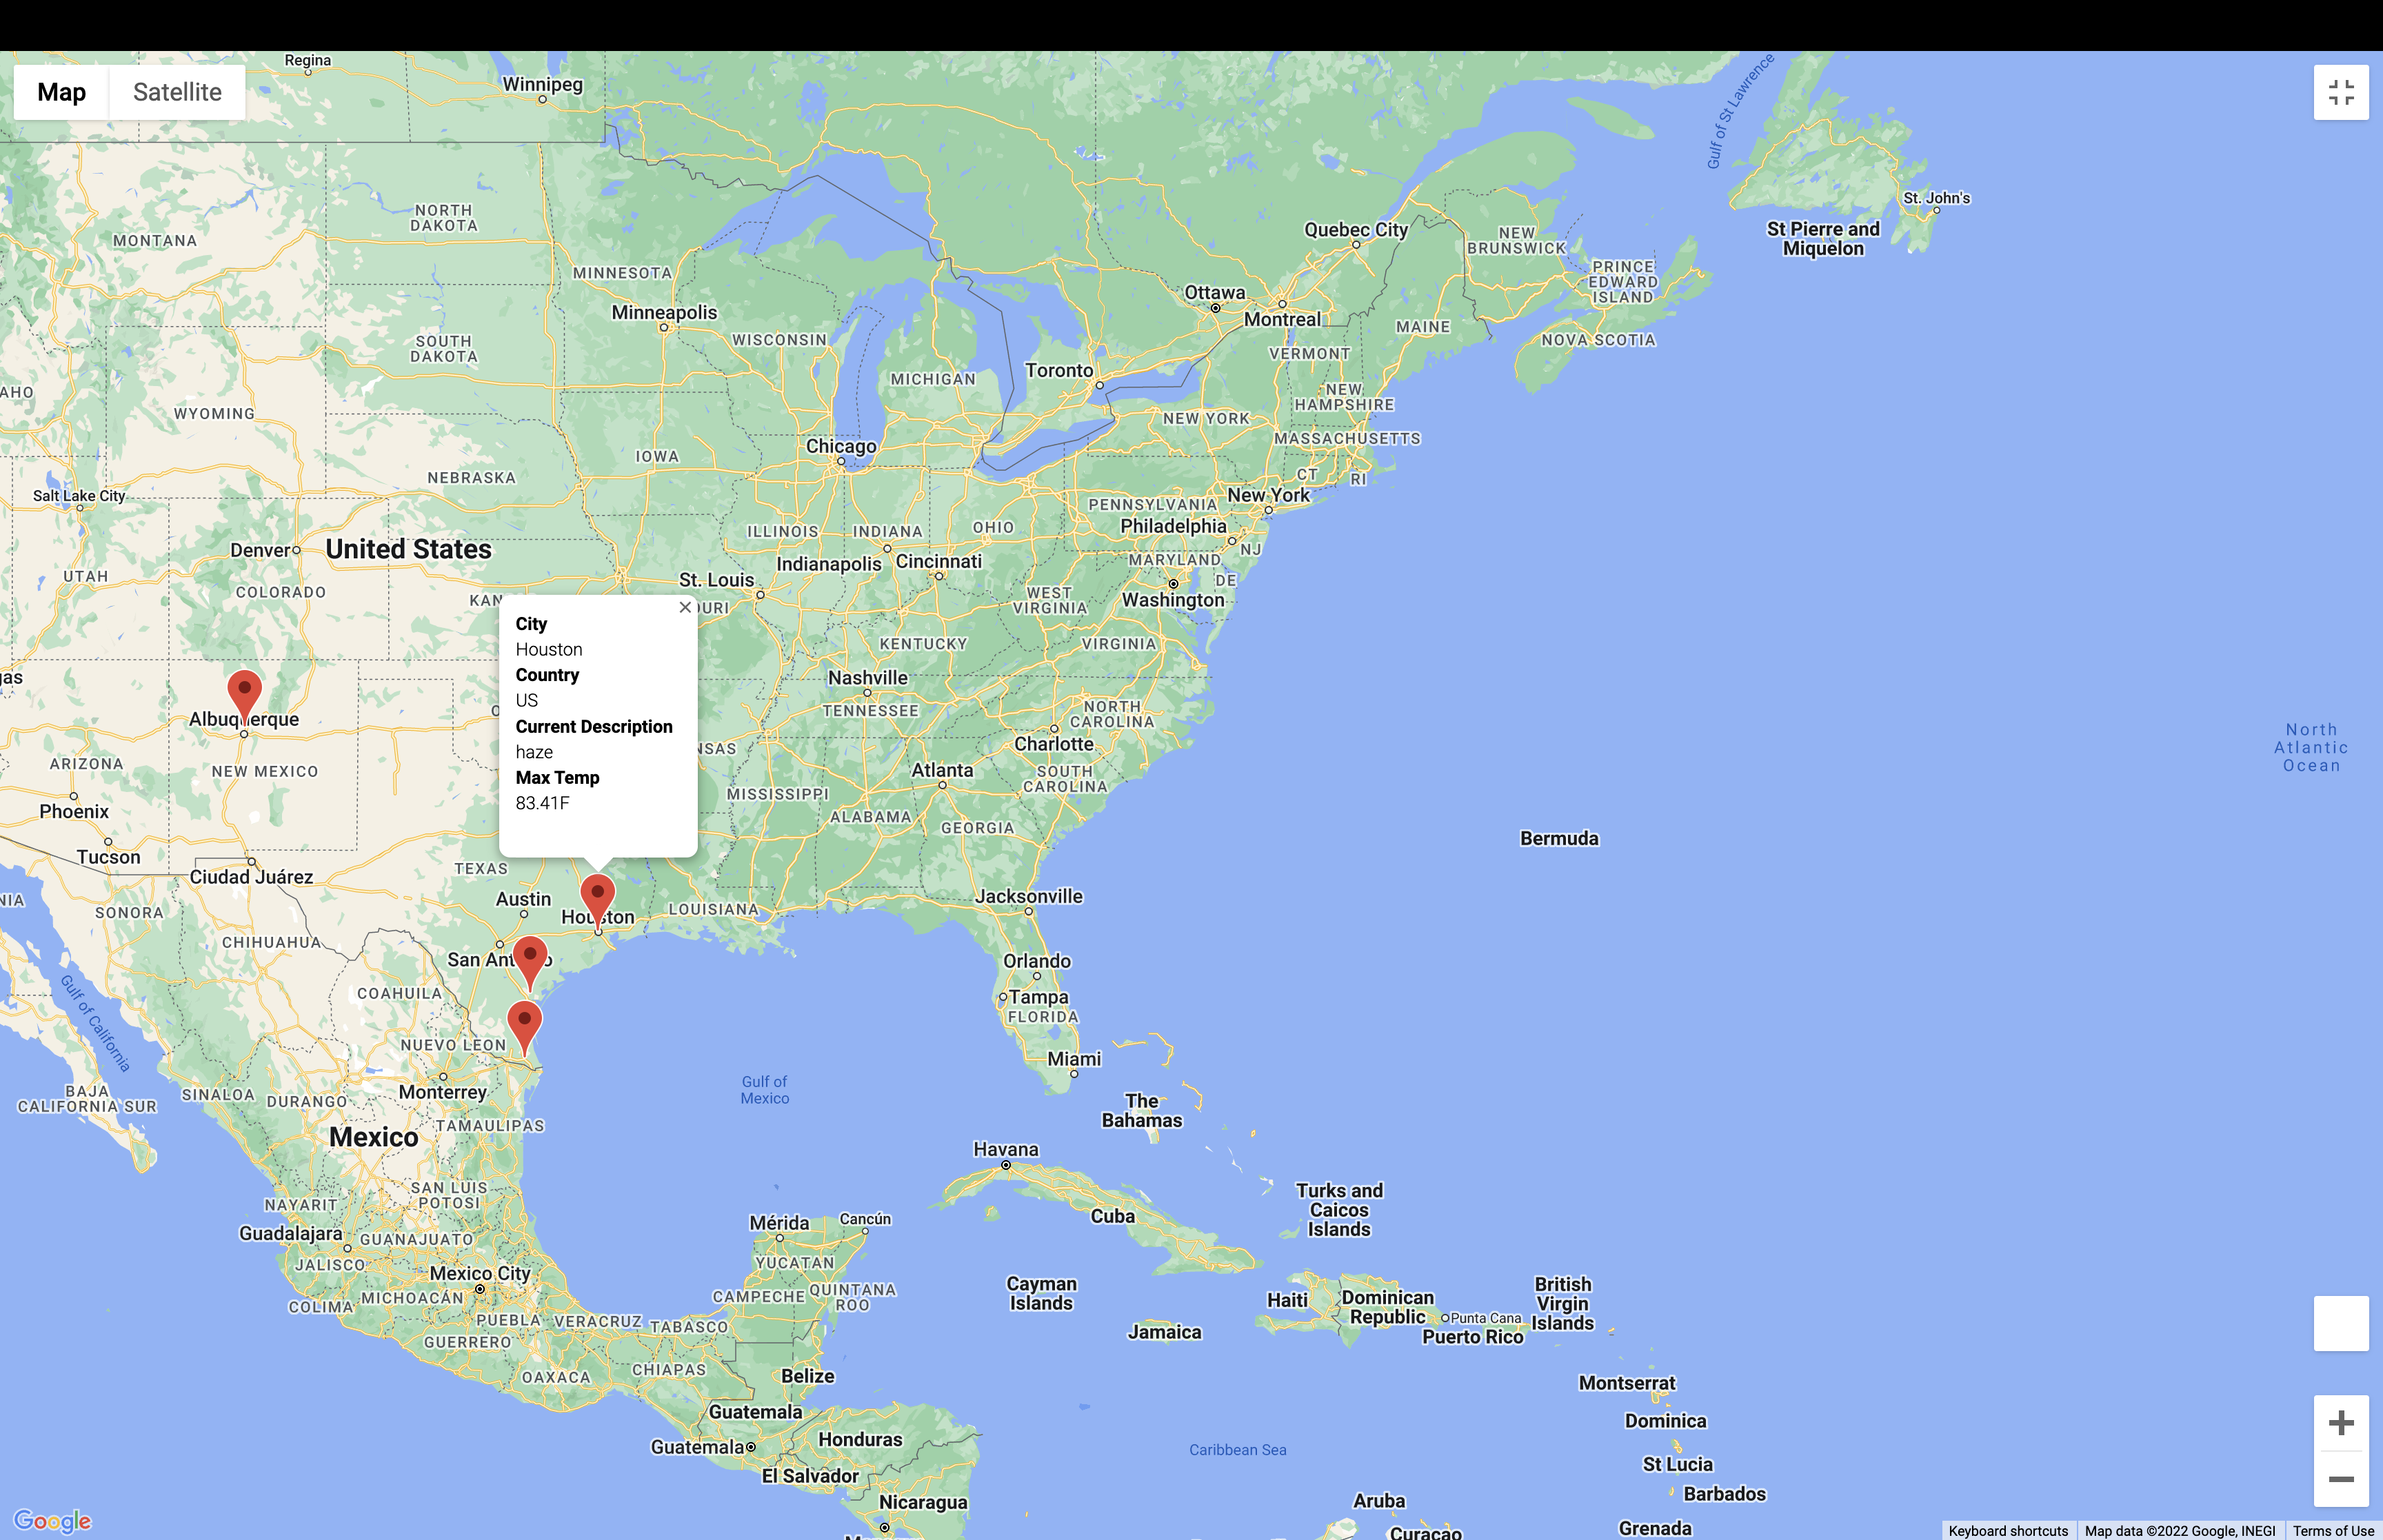 Map
Satellite
Regina
Winnipeg
Gulf of St Lawrence
St. John's
St Pierre and
Miquelon
Quebec City
NEW
BRUNSWICK
PRINCE
EDWARD
ISLAND
NORTH
DAKOTA
MONTANA
MINNESOTA
Minneapolis
Ottawa
Montreal
MAINE
NOVA SCOTIA
WISCONSIN
SOUTH
DAKOTA
VERMONT
Toronto
MICHIGAN
NEW
HAMPSHIRE
AHO
WYOMING
NEW YORK
MASSACHUSETTS
Chicago
IOWA
NEBRASKA
CT
RI
Salt Lake City
New York
PENNSYLVANIA
Philadelphia
ILLINOIS
INDIANA
OHIO
NJ
Denver
United States
Indianapolis
Cincinnati
MARYLAND
St. Louis
UTAH
COLORADO
DE
WEST
VIRGINIA
Washington
KAN
OURI
City
Houston
Country
US
Current Description
haze
Max Temp
83.41F
KENTUCKY
VIRGINIA
gas
Nashville
TENNESSEE
Albuquerque
NORTH
CAROLINA
Charlotte
O
NSAS
ARIZONA
NEW MEXICO
Atlanta
SOUTH
CAROLINA
MISSISSIPPI
Phoenix
ALABAMA
GEORGIA
North
Atlantic
Ocean
Bermuda
Tucson
Ciudad Juárez
TEXAS
Austin
Houston
LOUISIANA
Jacksonville
NIA
SONORA
CHIHUAHUA
San Antonio
Orlando
Gulf of California
COAHUILA
Tampa
FLORIDA
NUEVO LEON
Miami
Gulf of
Mexico
BAJA
CALIFORNIA SUR
SINALOA
DURANGO
Monterrey
The
Bahamas
Mexico
TAMAULIPAS
Havana
SAN LUIS
POTOSI
NAYARIT
Turks and
Caicos
Islands
Cuba
Mérida
Cancún
Guadalajara
GUANAJUATO
JALISCO
YUCATAN
Mexico City
CAMPECHE
QUINTANA
ROO
Cayman
Islands
COLIMA
MICHOACÁN
PUEBLA
VERACRUZ
TABASCO
Haiti
Dominican
Republic
British
Virgin
Islands
Punta Cana
Puerto Rico
Jamaica
GUERRERO
CHIAPAS
OAXACA
Belize
Montserrat
Guatemala
Dominica
Guatemala
Honduras
Caribbean Sea
El Salvador
St Lucia
Nicaragua
Aruba
Barbados
Curacao
Grenada
Google
Keyboard shortcuts
Map data ©2022 Google, INEGI
Terms of Use